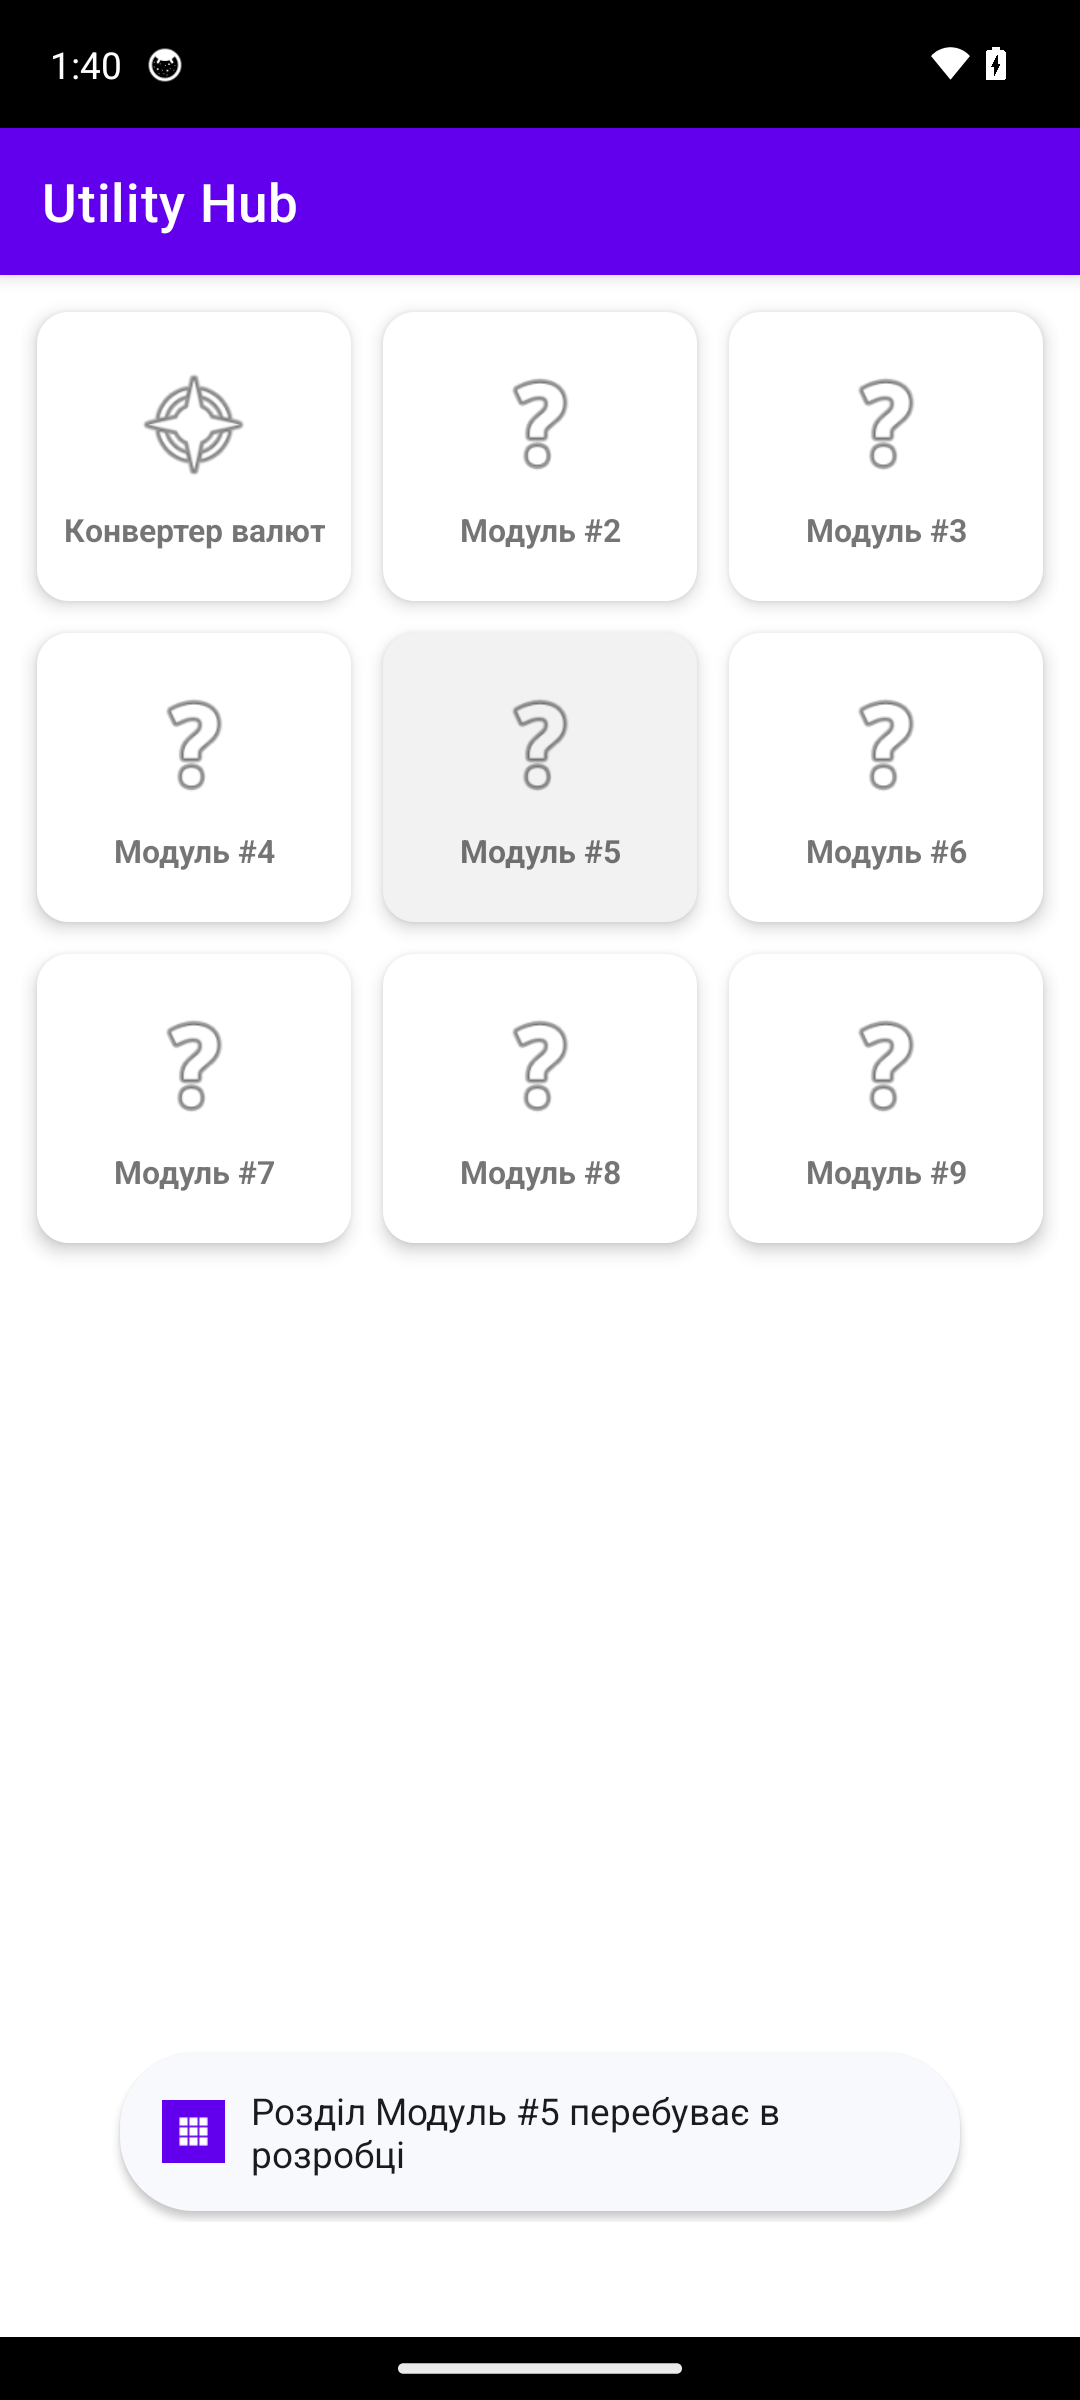 1:40
Utility Hub
Конвертер валют
Модуль #2
Модуль #3
Модуль #4
Модуль #5
Модуль #6
Модуль #7
Модуль #8
Модуль #9
Розділ Модуль #5 перебуває в
розробці